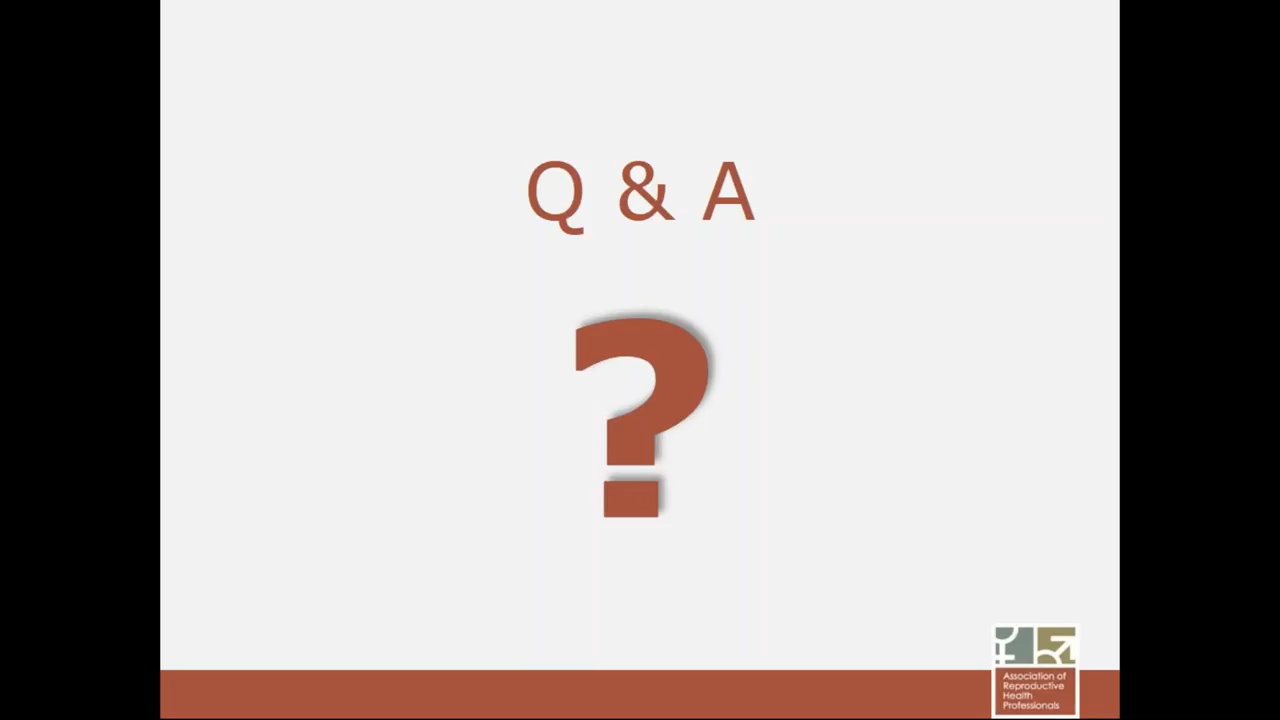 Q & A
?
Association of
Reproductive
Health
Professionals